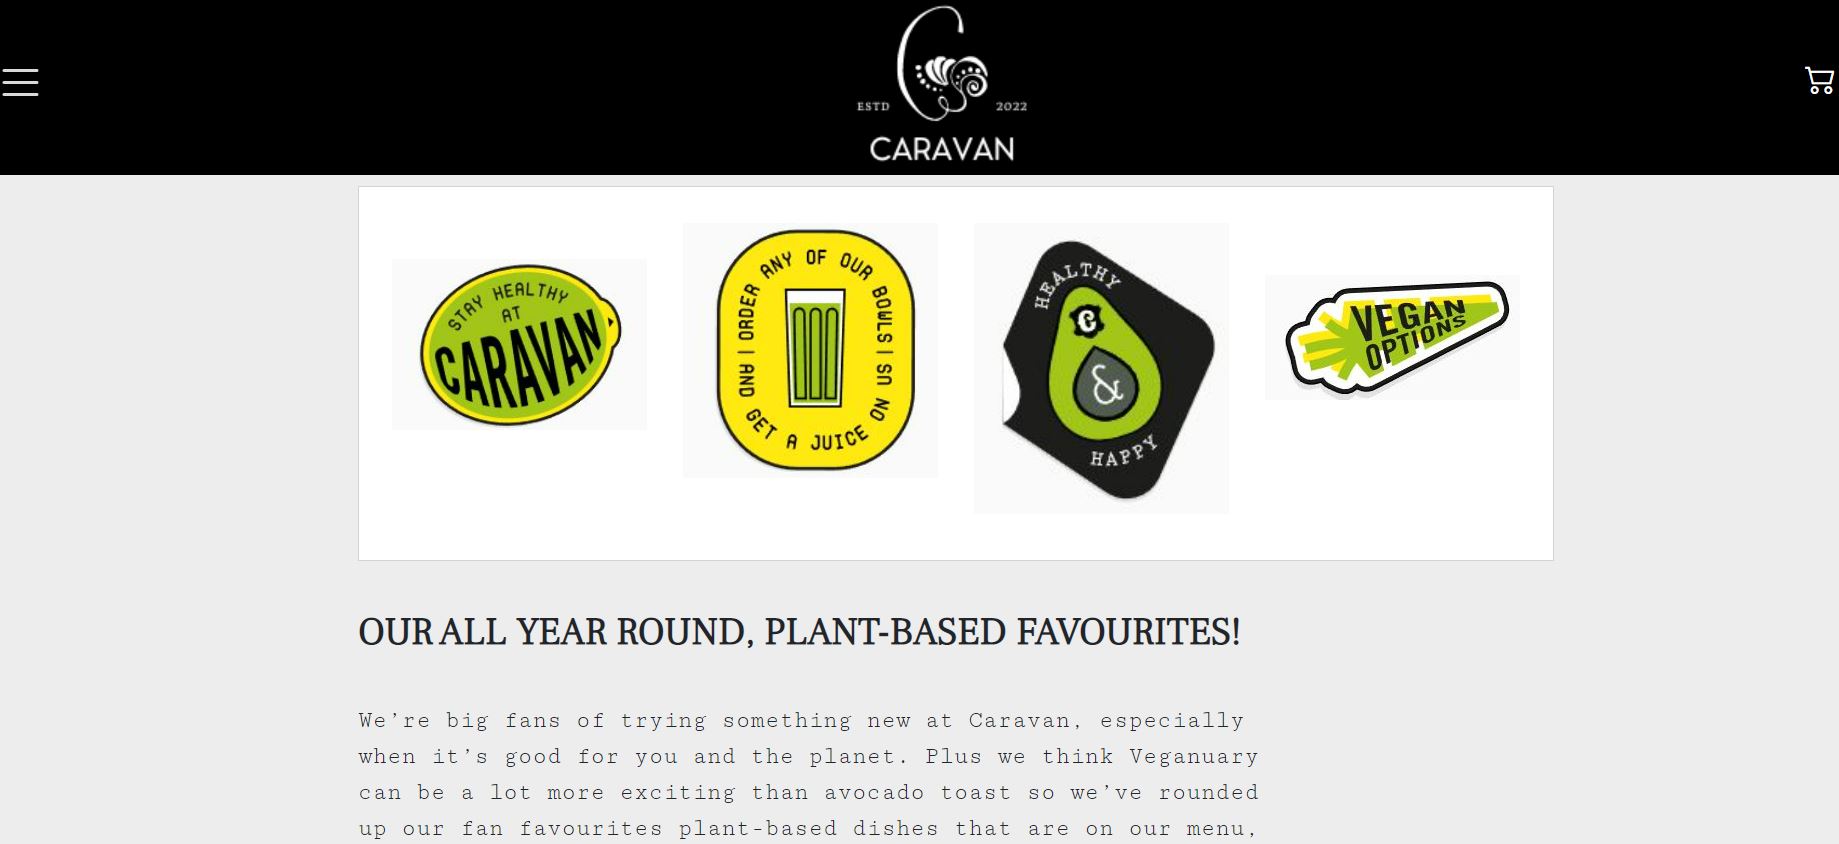 ESTD 2022
CARAVAN
STAY HEALTHY
AT
CARAVAN
ORDER ANY OF OUR BOWLS | SU NO | AND GET A JUICE ON US
HEALTHY
C
&
HAPPY
VEGAN
OPTIONS
OUR ALL YEAR ROUND, PLANT-BASED FAVOURITES!
We’re big fans of trying something new at Caravan, especially
when it’s good for you and the planet. Plus we think Veganuary
can be a lot more exciting than avocado toast so we’ve rounded
up our fan favourites plant-based dishes that are on our menu,